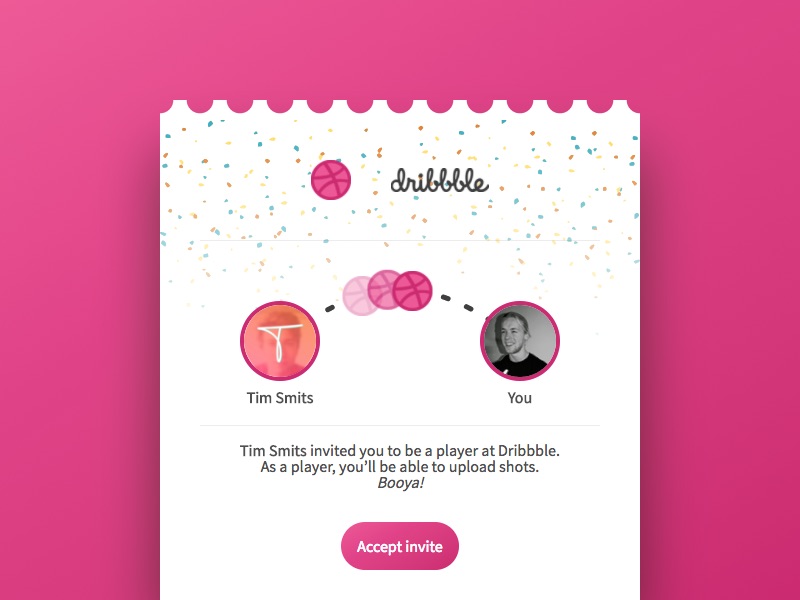 dribbble
Tim Smits
You
Tim Smits invited you to be a player at Dribbble.
As a player, you’ll be able to upload shots.
Booya!
Accept invite